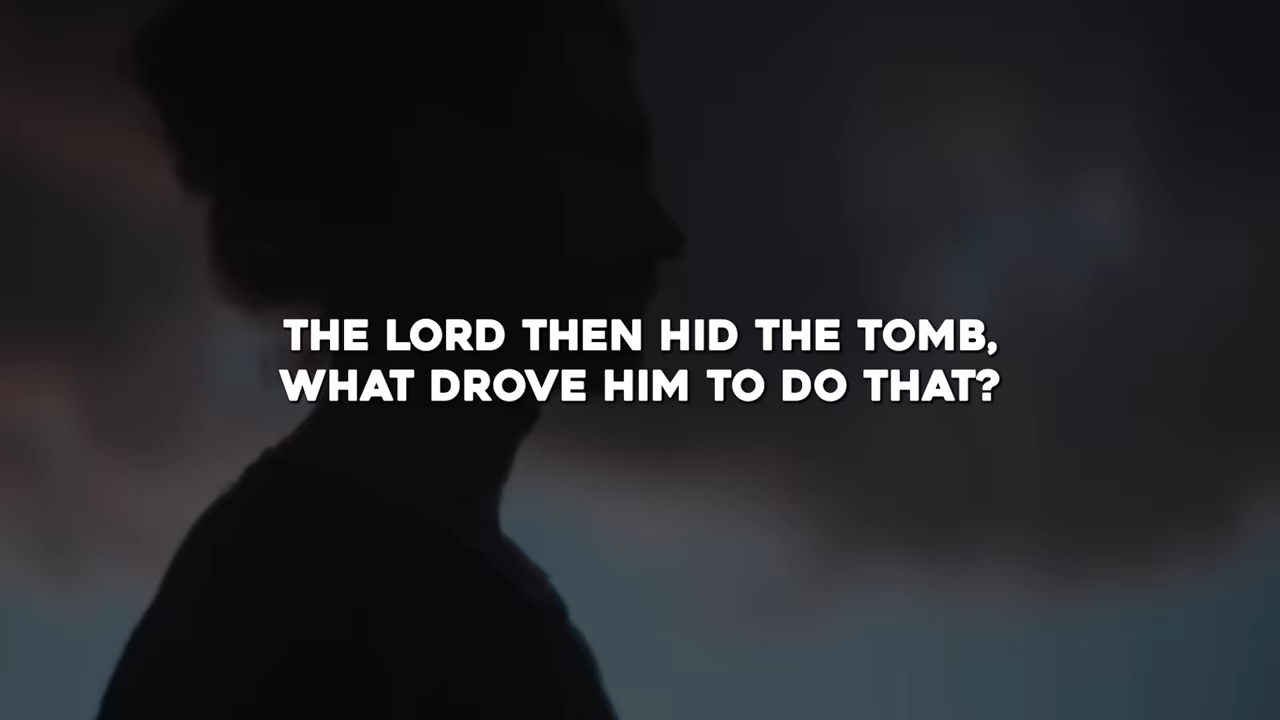 THE LORD THEN HID THE TOMB,
WHAT DROVE HIM TO DO THAT?